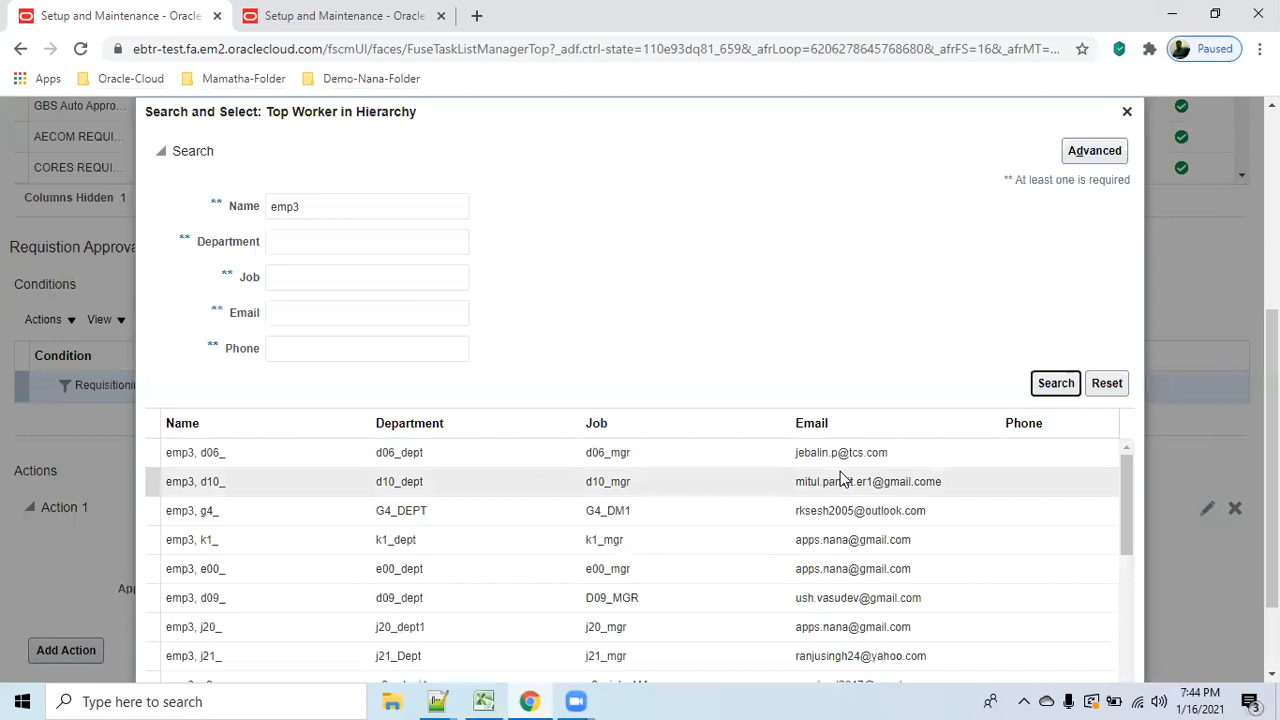 Setup and Maintenance - Oracle
Setup and Maintenance - Oracle
ebtr-test.fa.em2.oraclecloud.com/fscmUI/faces/FuseTaskListManagerTop?_adf.ctrl-state=110e93dq81_659&_afrLoop=6206278645768680&_afrFS=16&_afrMT=...
Paused
Apps
Oracle-Cloud
Mamatha-Folder
Demo-Nana-Folder
GBS Auto Appro...
AECOM REQUI...
CORES REQUI...
Columns Hidden 1
Requistion Approva
Conditions
Actions View
Condition
Requisitionin
Actions
Action 1
App
Add Action
Search and Select: Top Worker in Hierarchy
Search
Advanced
** At least one is required
** Name emp3
** Department
** Job
** Email
** Phone
Search Reset
Name Department Job Email Phone
emp3, d06_ d06_dept d06_mgr jebalin.p@tcs.com
emp3, d10_ d10_dept d10_mgr
emp3, g4_ G4_DEPT G4_DM1 rksesh2005@outlook.com
emp3, k1_ k1_dept k1_mgr apps.nana@gmail.com
emp3, e00_ e00_dept e00_mgr apps.nana@gmail.com
emp3, d09_ d09_dept D09_MGR ush.vasudev@gmail.com
emp3, j20_ j20_dept1 j20_mgr apps.nana@gmail.com
emp3, j21_ j21_Dept j21_mgr ranjusingh24@yahoo.com
Type here to search
7:44 PM
1/16/2021
3